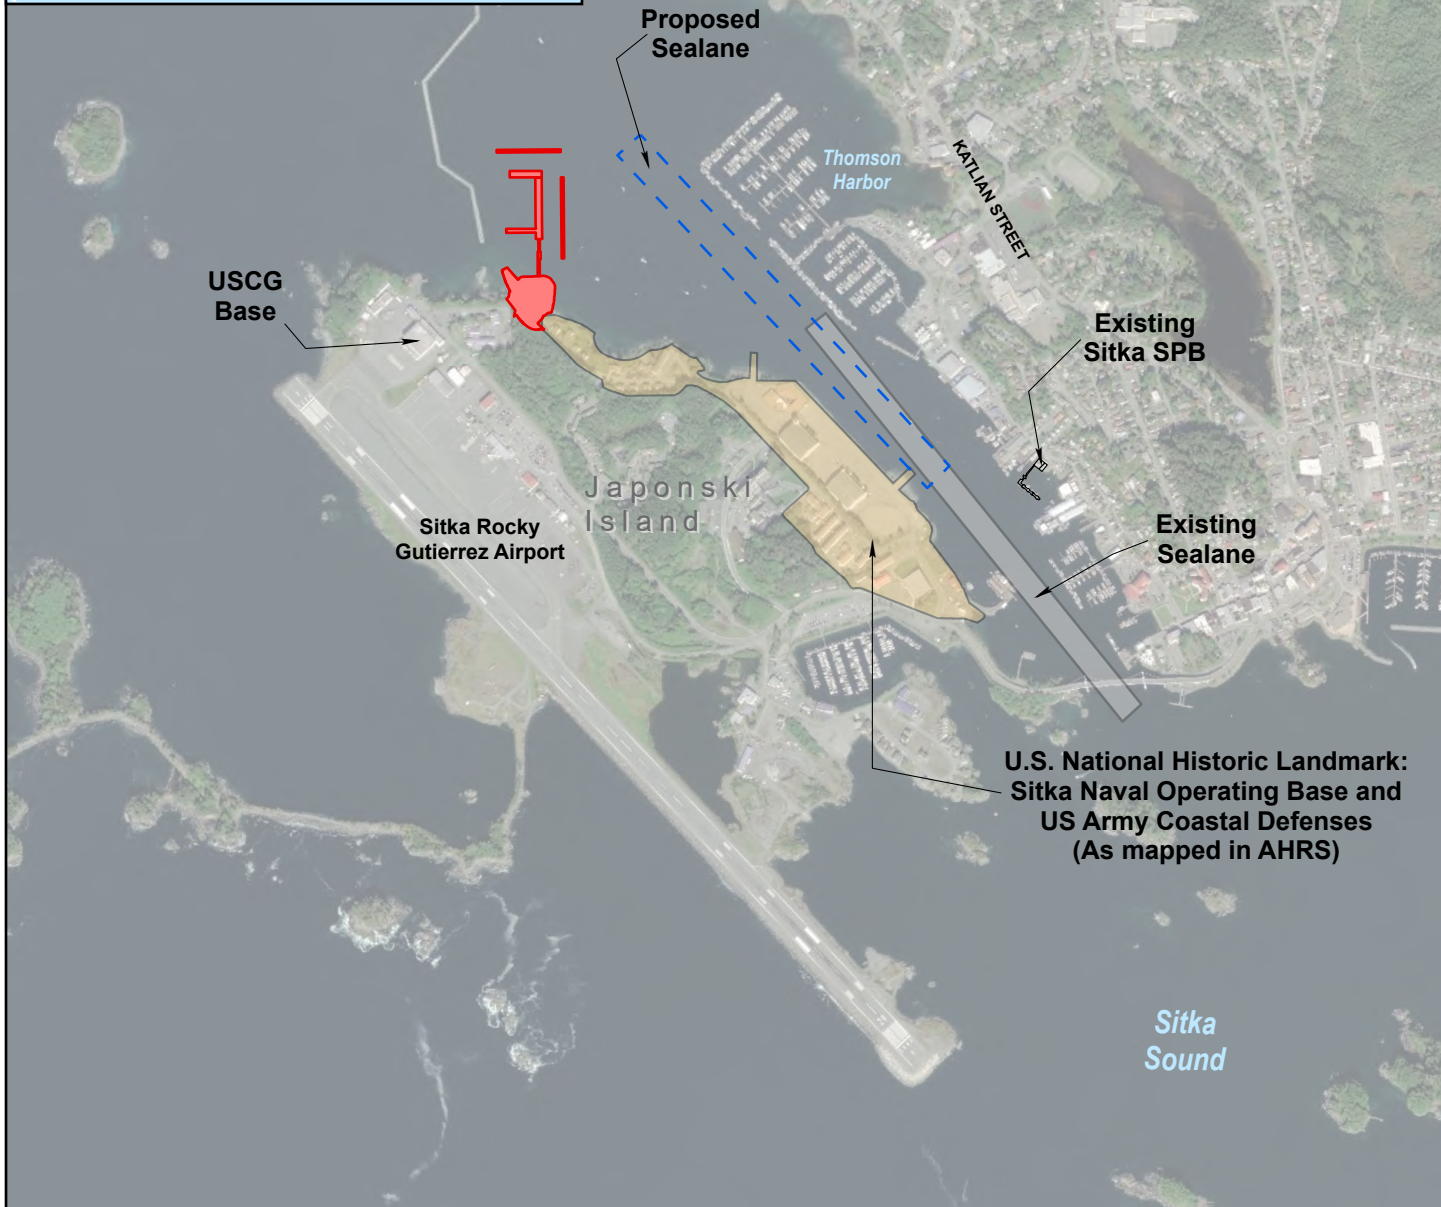 Proposed
Sealane
Thomson
Harbor
KATLIAN STREET
USCG
Base
Existing
Sitka SPB
Japonski
Island
Sitka Rocky
Gutierrez Airport
Existing
Sealane
U.S. National Historic Landmark:
Sitka Naval Operating Base and
US Army Coastal Defenses
(As mapped in AHRS)
Sitka
Sound